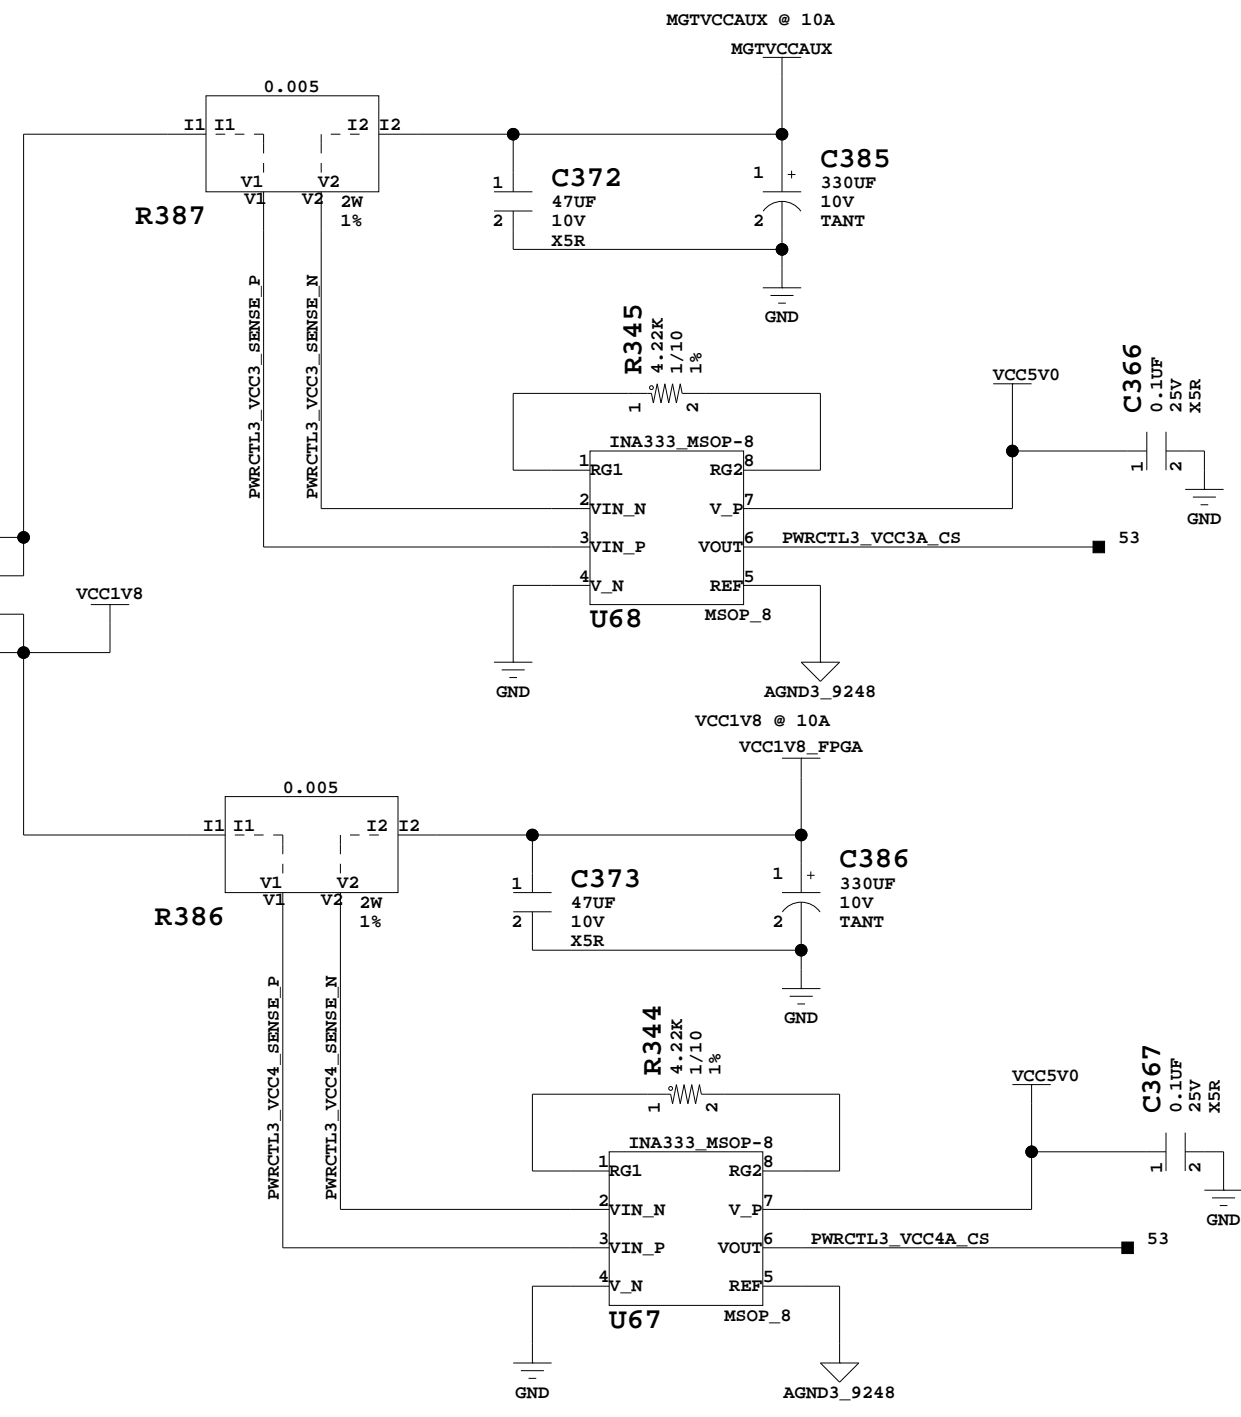 MGTVCCAUX @ 10A
MGTVCCAUX
0.005
I1 I1
I2 I2
V1 V2
V1 V2
2W
1%
R387
1
2
C372
47UF
10V
X5R
1 +
2
C385
330UF
10V
TANT
GND
PWRCTL3_VCC3_SENSE_P
PWRCTL3_VCC3_SENSE_N
R345
4.22K
1/10
1%
1 2
INA333_MSOP-8
1 RG1 RG2 8
2 VIN_N V_P 7
3 VIN_P VOUT 6
4 V_N REF 5
U68 MSOP_8
GND
AGND3_9248
VCC5V0
C366
0.1UF
25V
X5R
1 2
GND
PWRCTL3_VCC3A_CS 53
VCC1V8
VCC1V8 @ 10A
VCC1V8_FPGA
0.005
I1 I1
I2 I2
V1 V2
V1 V2
2W
1%
R386
1
2
C373
47UF
10V
X5R
1 +
2
C386
330UF
10V
TANT
GND
PWRCTL3_VCC4_SENSE_P
PWRCTL3_VCC4_SENSE_N
R344
4.22K
1/10
1%
1 2
INA333_MSOP-8
1 RG1 RG2 8
2 VIN_N V_P 7
3 VIN_P VOUT 6
4 V_N REF 5
U67 MSOP_8
GND
AGND3_9248
VCC5V0
C367
0.1UF
25V
X5R
1 2
GND
PWRCTL3_VCC4A_CS 53